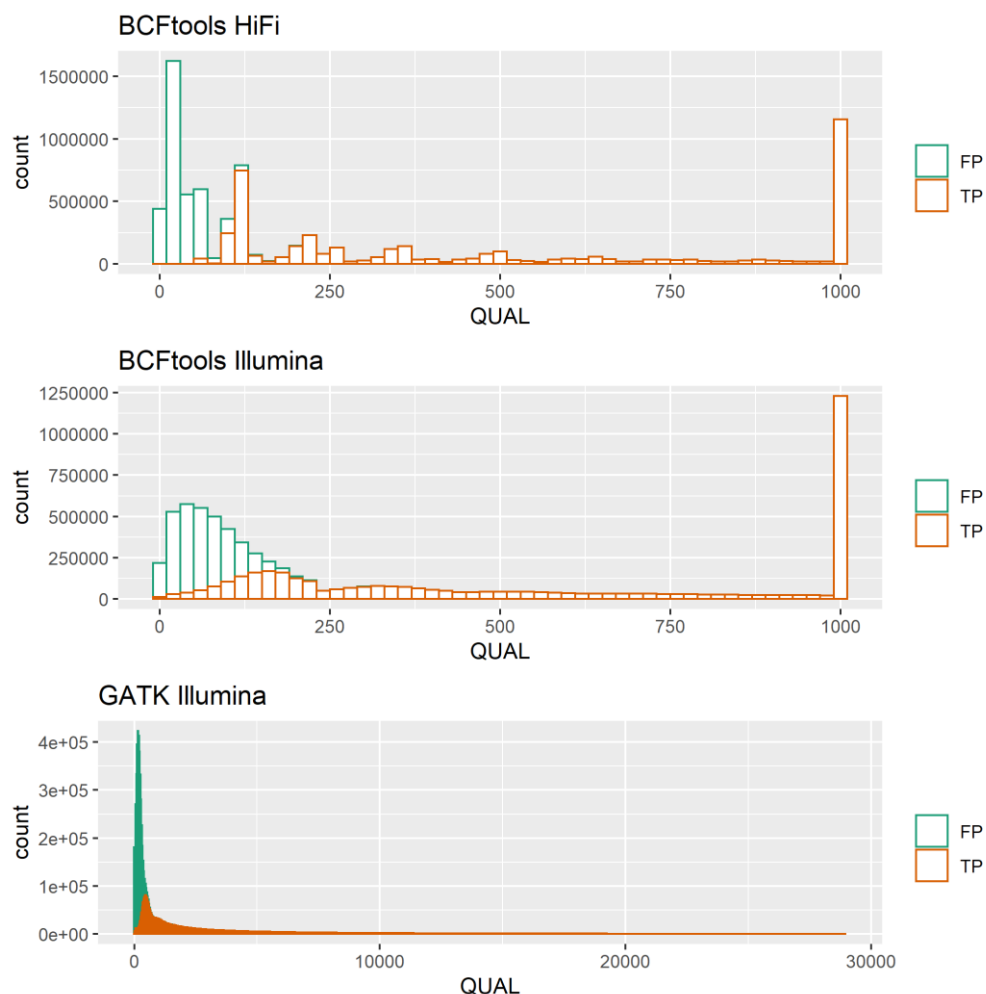 BCFtools HiFi
1500000
1000000
500000
0
count
0 250 500 750 1000
QUAL
FP
TP
BCFtools Illumina
1250000
1000000
750000
500000
250000
0
count
0 250 500 750 1000
QUAL
FP
TP
GATK Illumina
4e+05
3e+05
2e+05
1e+05
0e+00
count
0 10000 20000 30000
QUAL
FP
TP